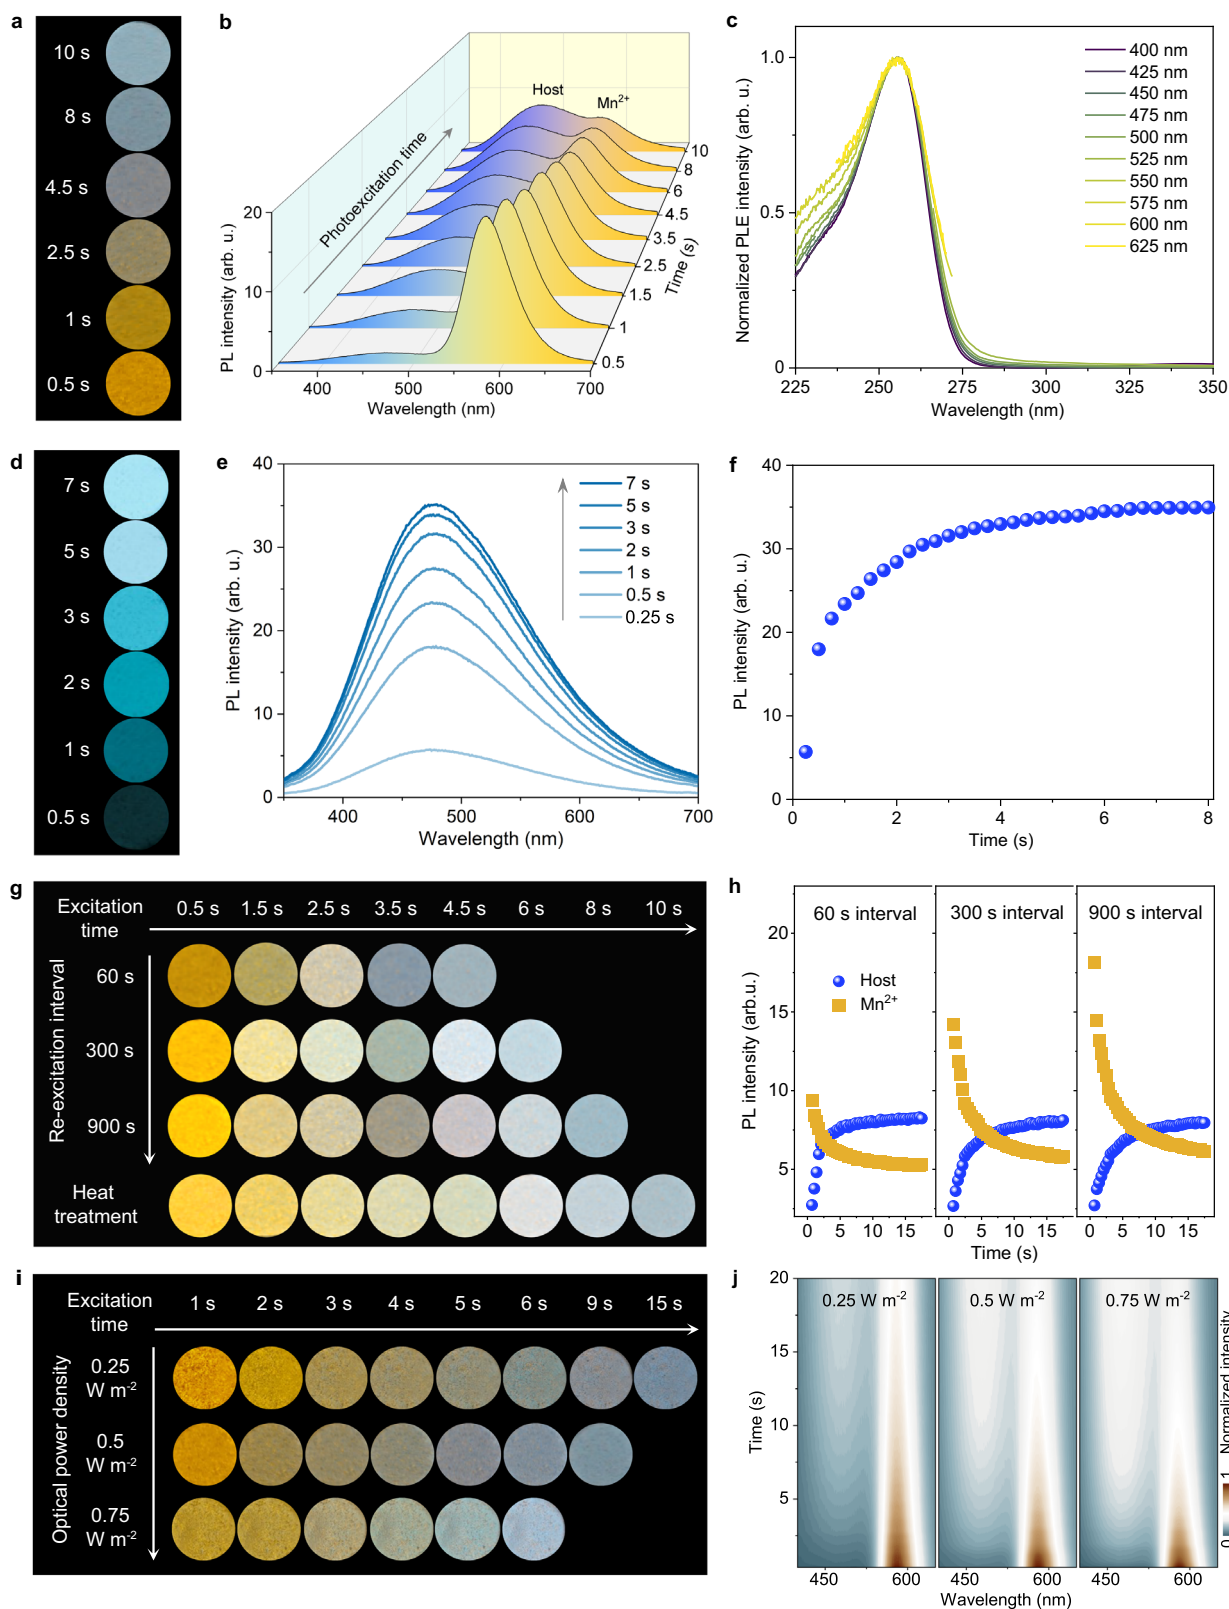 a
10 s
8 s
4.5 s
2.5 s
1 s
0.5 s
b
Host
Mn²⁺
Photoexcitation time
PL intensity (arb. u.)
20
10
0
400
500
600
700
Wavelength (nm)
10
8
6
4.5
3.5
2.5
1.5
1
0.5
Time (s)
c
Normalized PLE intensity (arb. u.)
1.0
0.5
0
400 nm
425 nm
450 nm
475 nm
500 nm
525 nm
550 nm
575 nm
600 nm
625 nm
225
250
275
300
325
350
Wavelength (nm)
d
7 s
5 s
3 s
2 s
1 s
0.5 s
e
PL intensity (arb. u.)
40
30
20
10
0
7 s
5 s
3 s
2 s
1 s
0.5 s
0.25 s
400
500
600
700
Wavelength (nm)
f
PL intensity (arb. u.)
40
30
20
10
0
0
2
4
6
8
Time (s)
g
Excitation time
0.5 s 1.5 s 2.5 s 3.5 s 4.5 s 6 s 8 s 10 s
Re-excitation interval
60 s
300 s
900 s
Heat
treatment
h
PL intensity (arb.u.)
20
15
10
5
60 s interval
300 s interval
900 s interval
Host
Mn²⁺
0 5 10 15
0 5 10 15
0 5 10 15
Time (s)
i
Excitation time
1 s 2 s 3 s 4 s 5 s 6 s 9 s 15 s
Optical power density
0.25
W m⁻²
0.5
W m⁻²
0.75
W m⁻²
j
Time (s)
20
15
10
5
0.25 W m⁻²
0.5 W m⁻²
0.75 W m⁻²
450 600
450 600
450 600
Wavelength (nm)
Normalized intensity
0 1